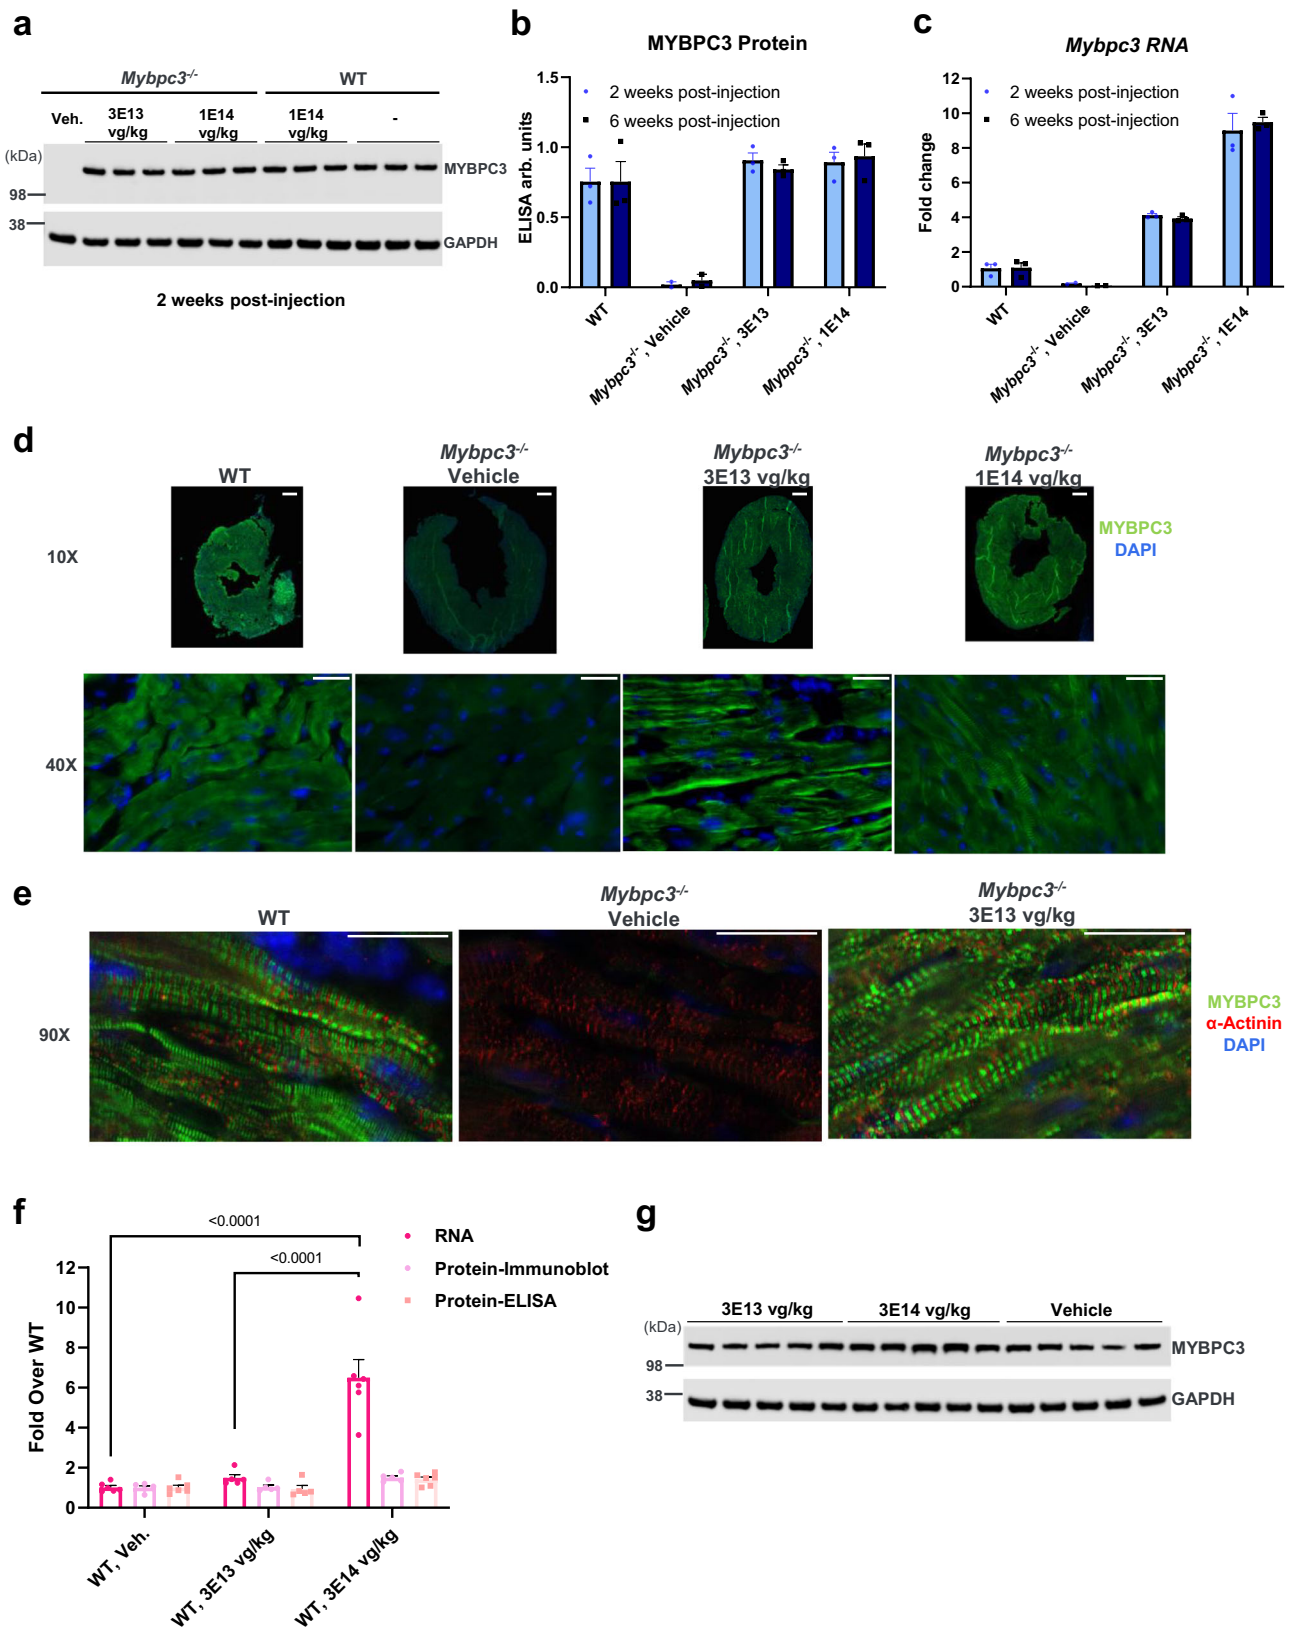 a
Mybpc3-/-
WT
Veh.
3E13 vg/kg
1E14 vg/kg
1E14 vg/kg
-
(kDa)
98
38
MYBPC3
GAPDH
2 weeks post-injection
b
MYBPC3 Protein
2 weeks post-injection
6 weeks post-injection
ELISA arb. units
1.5
1.0
0.5
0.0
WT
Mybpc3-/-, Vehicle
Mybpc3-/-, 3E13
Mybpc3-/-, 1E14
c
Mybpc3 RNA
2 weeks post-injection
6 weeks post-injection
Fold change
12
10
8
6
4
2
0
WT
Mybpc3-/-, Vehicle
Mybpc3-/-, 3E13
Mybpc3-/-, 1E14
d
WT
Mybpc3-/-
Vehicle
Mybpc3-/-
3E13 vg/kg
Mybpc3-/-
1E14 vg/kg
10X
MYBPC3
DAPI
40X
e
WT
Mybpc3-/-
Vehicle
Mybpc3-/-
3E13 vg/kg
90X
MYBPC3
α-Actinin
DAPI
f
<0.0001
<0.0001
RNA
Protein-Immunoblot
Protein-ELISA
Fold Over WT
12
10
8
6
4
2
0
WT, Veh.
WT, 3E13 vg/kg
WT, 3E14 vg/kg
g
3E13 vg/kg
3E14 vg/kg
Vehicle
(kDa)
98
38
MYBPC3
GAPDH